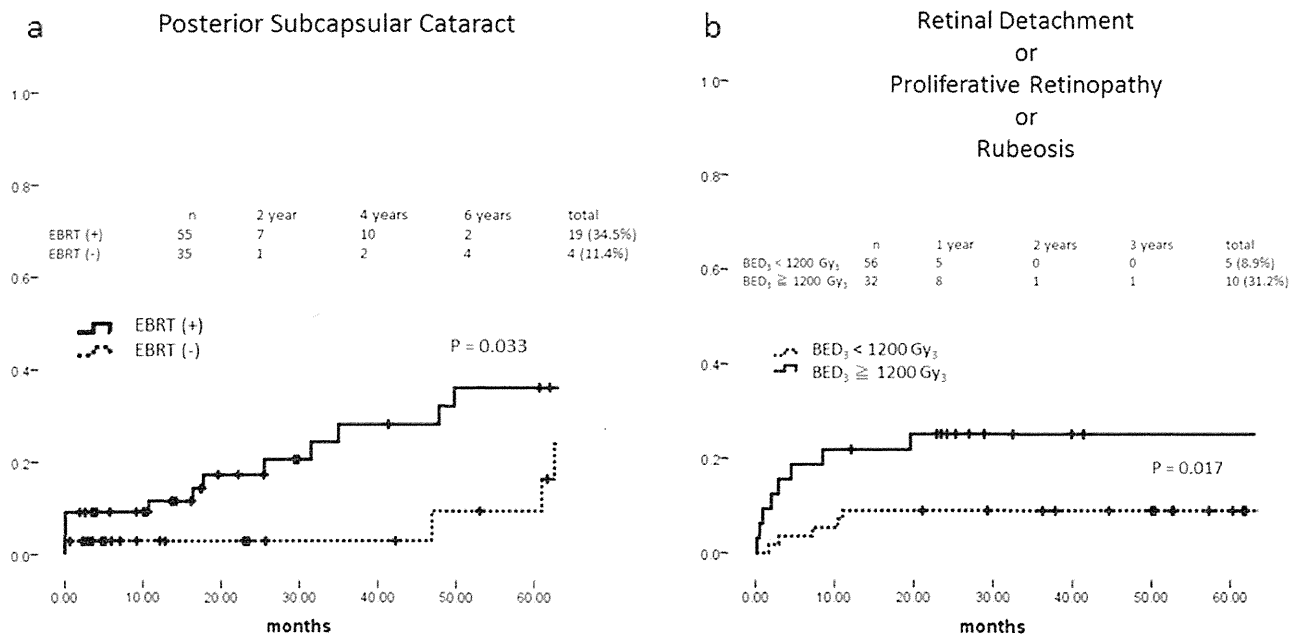 a
Posterior Subcapsular Cataract
1.0
0.8
n 2 year 4 years 6 years total
EBRT (+) 55 7 10 2 19 (34.5%)
EBRT (-) 35 1 2 4 4 (11.4%)
0.6
EBRT (+)
EBRT (-)
P = 0.033
0.4
0.2
0.0
0.00 10.00 20.00 30.00 40.00 60.00
months
b
Retinal Detachment
or
Proliferative Retinopathy
or
Rubeosis
1.0
0.8
n 1 year 2 years 3 years total
BED₃ < 1200 Gy₃ 56 5 0 0 5 (8.9%)
BED₃ ≧ 1200 Gy₃ 32 8 1 1 10 (31.2%)
0.6
BED₃ < 1200 Gy₃
BED₃ ≧ 1200 Gy₃
0.4
0.2
P = 0.017
0.0
0.00 10.00 20.00 30.00 40.00 50.00 60.00
months